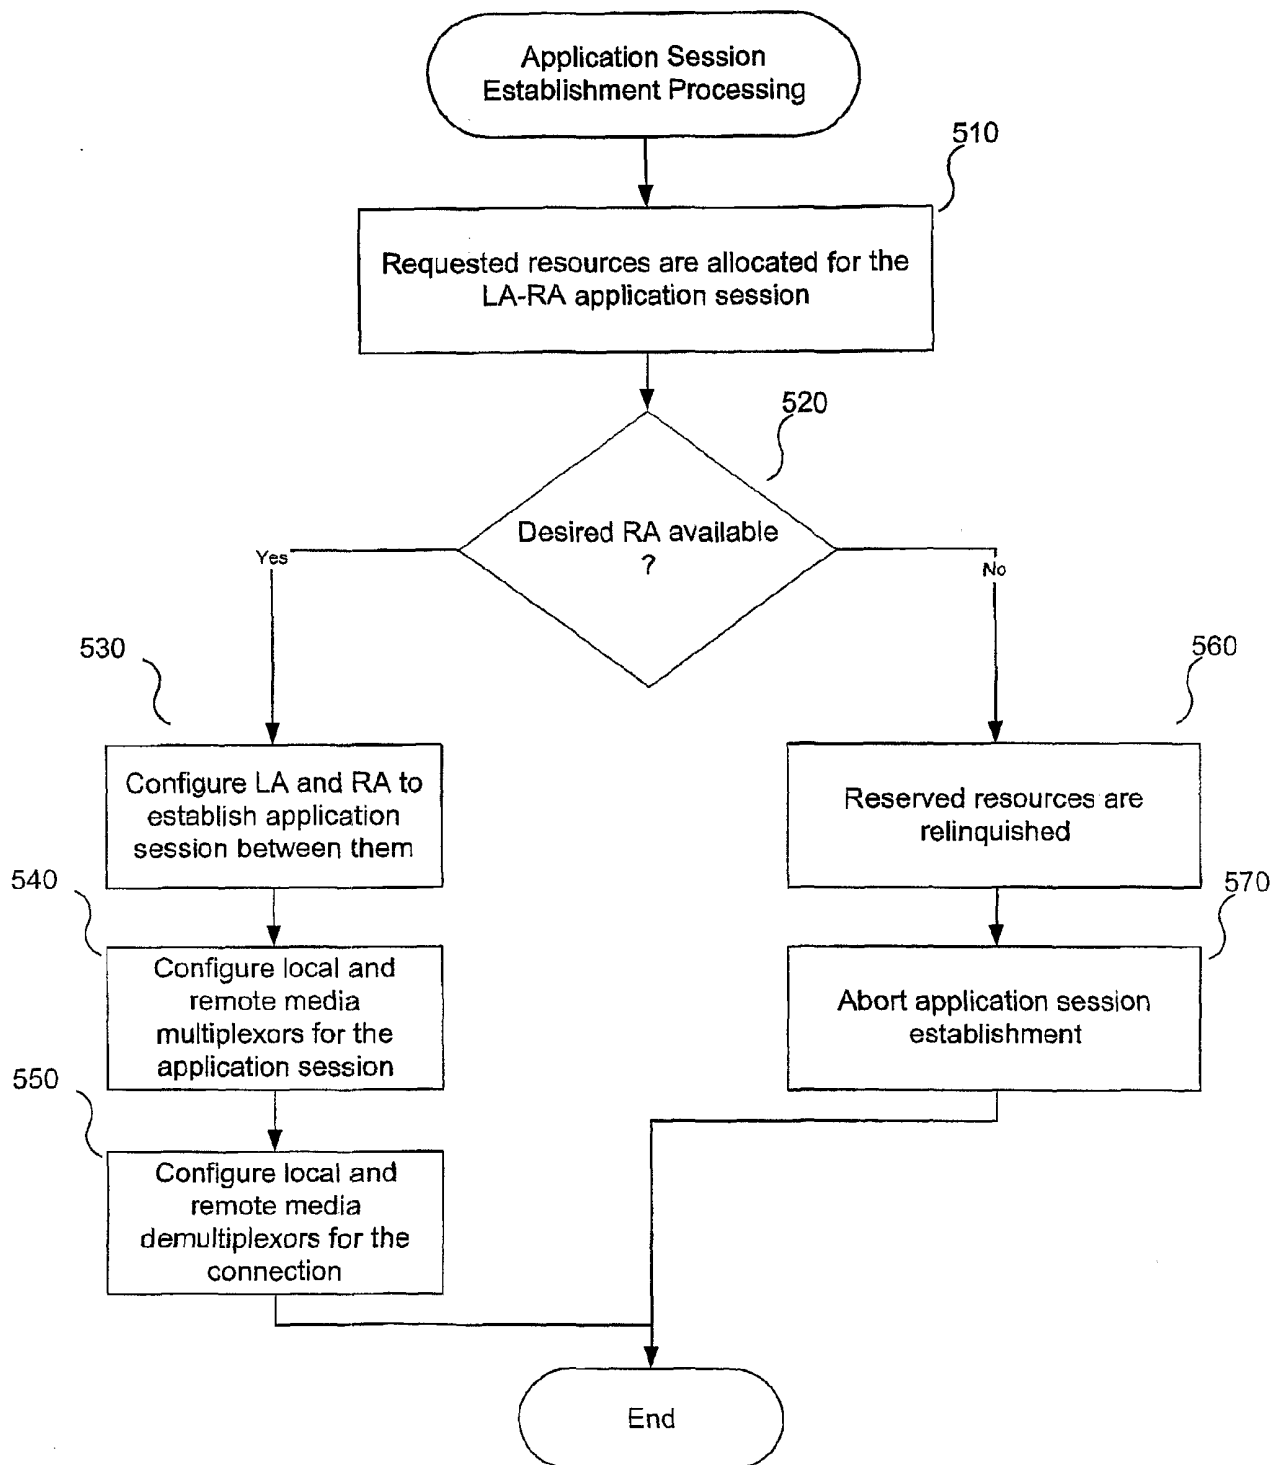 Application Session
Establishment Processing
510
Requested resources are allocated for the
LA-RA application session
520
Desired RA available
?
Yes
No
530
Configure LA and RA to
establish application
session between them
560
Reserved resources are
relinquished
540
Configure local and
remote media
multiplexors for the
application session
570
Abort application session
establishment
550
Configure local and
remote media
demultiplexors for the
connection
End